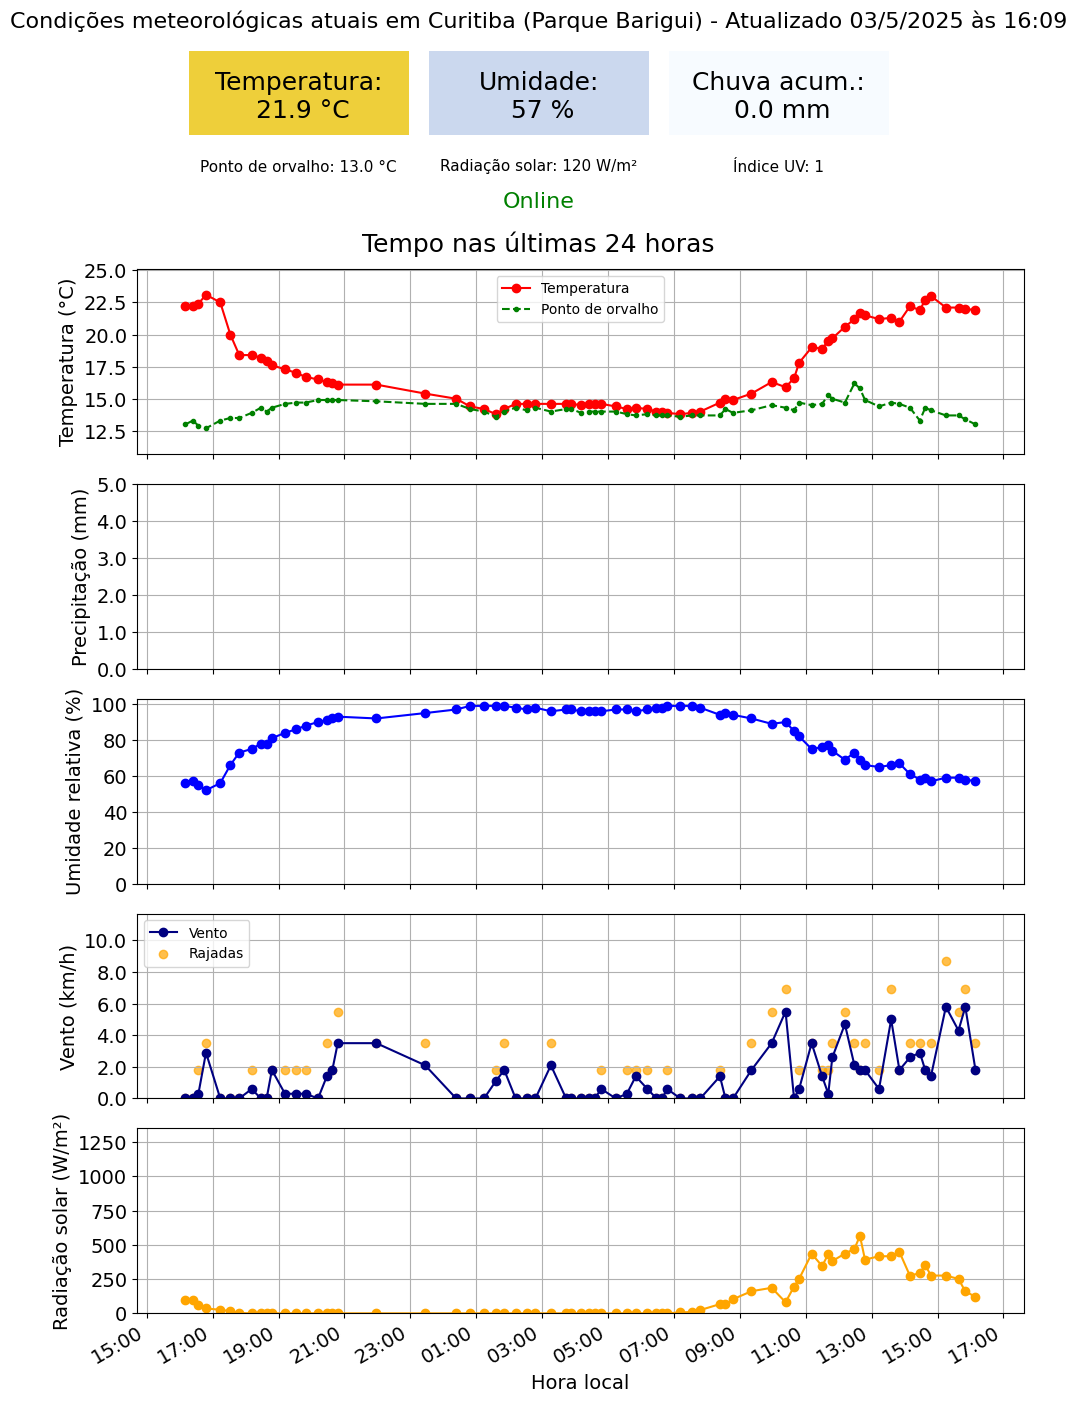 Condições meteorológicas atuais em Curitiba (Parque Barigui) - Atualizado 03/5/2025 às 16:09
Temperatura:
21.9 °C
Umidade:
57 %
Chuva acum.:
0.0 mm
Ponto de orvalho: 13.0 °C
Radiação solar: 120 W/m²
Índice UV: 1
Online
Tempo nas últimas 24 horas
Temperatura (°C)
25.0
22.5
20.0
17.5
15.0
12.5
Temperatura
Ponto de orvalho
Precipitação (mm)
5.0
4.0
3.0
2.0
1.0
0.0
Umidade relativa (%)
100
80
60
40
20
0
Vento (km/h)
10.0
8.0
6.0
4.0
2.0
0.0
Vento
Rajadas
Radiação solar (W/m²)
1250
1000
750
500
250
0
15:00
17:00
19:00
21:00
23:00
01:00
03:00
05:00
07:00
09:00
11:00
13:00
15:00
17:00
Hora local